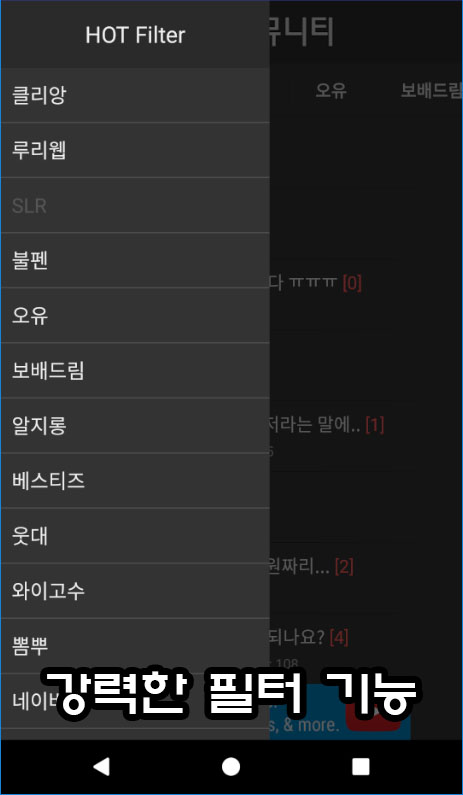 HOT Filter
뮤니티
클리앙
오유
보배드림
루리웹
SLR
불펜
다 ㅠㅠㅠ [0]
오유
보배드림
알지롱
저라는 말에.. [1]
베스티즈
웃대
와이고수
원짜리... [2]
뽐뿌
되나요? [4]
108
네이버
강력한 필터 기능
s, & more.